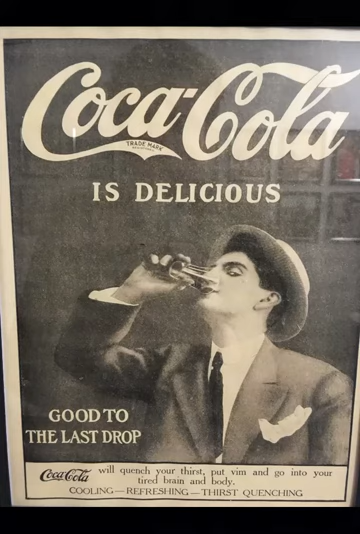 Coca-Cola
TRADE MARK
IS DELICIOUS
GOOD TO
THE LAST DROP
Coca-Cola will quench your thirst, put vim and go into your
tired brain and body.
COOLING — REFRESHING — THIRST QUENCHING